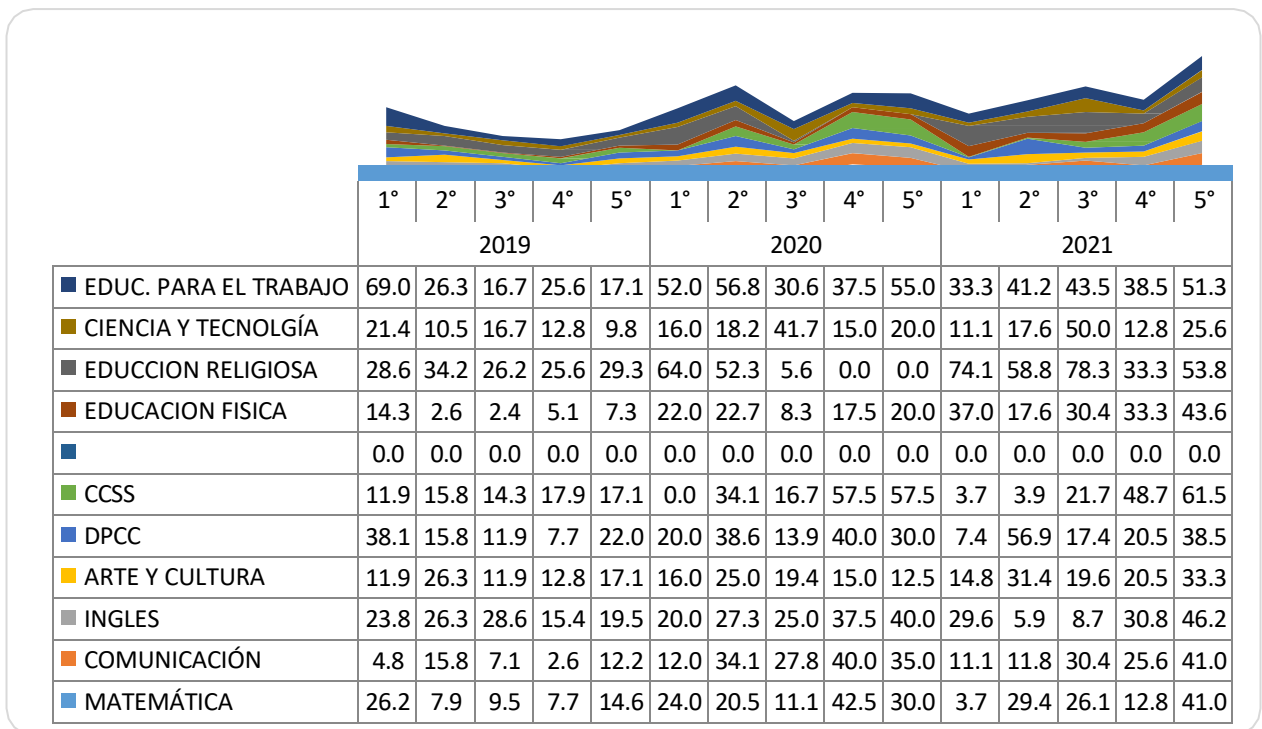 1° 2° 3° 4° 5° 1° 2° 3° 4° 5° 1° 2° 3° 4° 5°
2019 2020 2021
EDUC. PARA EL TRABAJO 69.0 26.3 16.7 25.6 17.1 52.0 56.8 30.6 37.5 55.0 33.3 41.2 43.5 38.5 51.3
CIENCIA Y TECNOLGÍA 21.4 10.5 16.7 12.8 9.8 16.0 18.2 41.7 15.0 20.0 11.1 17.6 50.0 12.8 25.6
EDUCCION RELIGIOSA 28.6 34.2 26.2 25.6 29.3 64.0 52.3 5.6 0.0 0.0 74.1 58.8 78.3 33.3 53.8
EDUCACION FISICA 14.3 2.6 2.4 5.1 7.3 22.0 22.7 8.3 17.5 20.0 37.0 17.6 30.4 33.3 43.6
0.0 0.0 0.0 0.0 0.0 0.0 0.0 0.0 0.0 0.0 0.0 0.0 0.0 0.0 0.0
CCSS 11.9 15.8 14.3 17.9 17.1 0.0 34.1 16.7 57.5 57.5 3.7 3.9 21.7 48.7 61.5
DPCC 38.1 15.8 11.9 7.7 22.0 20.0 38.6 13.9 40.0 30.0 7.4 56.9 17.4 20.5 38.5
ARTE Y CULTURA 11.9 26.3 11.9 12.8 17.1 16.0 25.0 19.4 15.0 12.5 14.8 31.4 19.6 20.5 33.3
INGLES 23.8 26.3 28.6 15.4 19.5 20.0 27.3 25.0 37.5 40.0 29.6 5.9 8.7 30.8 46.2
COMUNICACIÓN 4.8 15.8 7.1 2.6 12.2 12.0 34.1 27.8 40.0 35.0 11.1 11.8 30.4 25.6 41.0
MATEMÁTICA 26.2 7.9 9.5 7.7 14.6 24.0 20.5 11.1 42.5 30.0 3.7 29.4 26.1 12.8 41.0